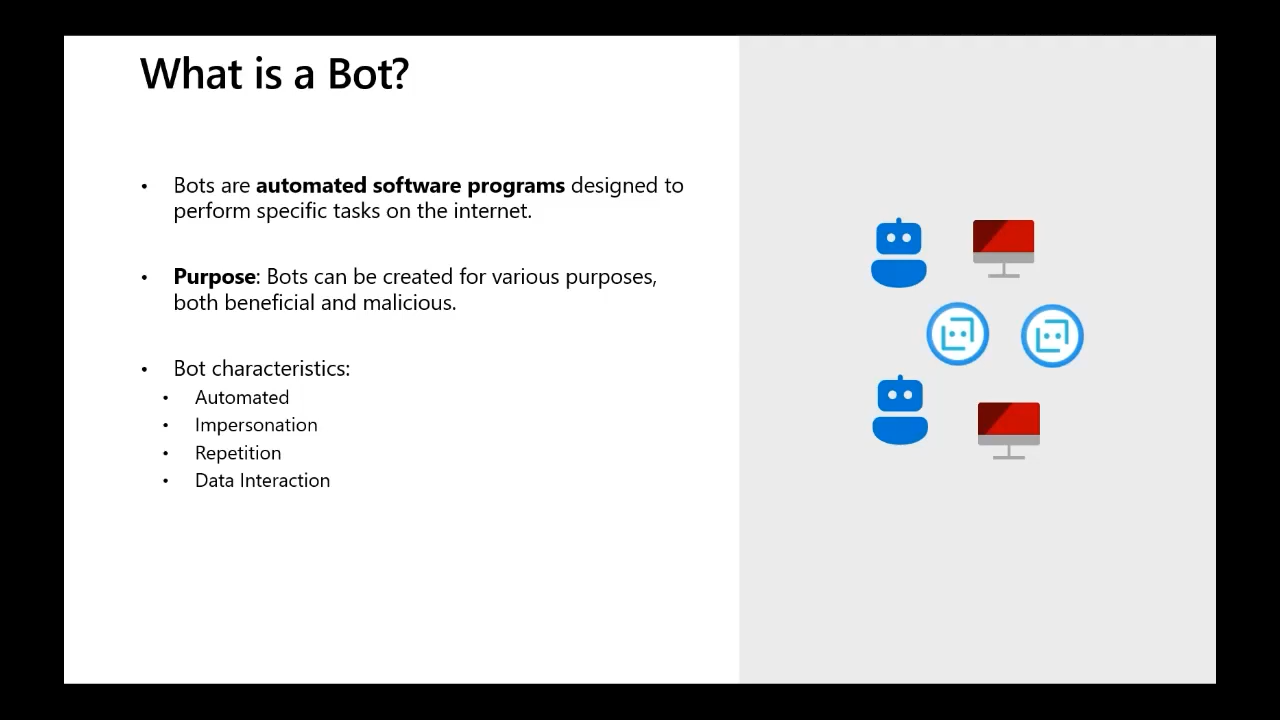 What is a Bot?
• Bots are automated software programs designed to
perform specific tasks on the internet.
• Purpose: Bots can be created for various purposes,
both beneficial and malicious.
• Bot characteristics:
• Automated
• Impersonation
• Repetition
• Data Interaction